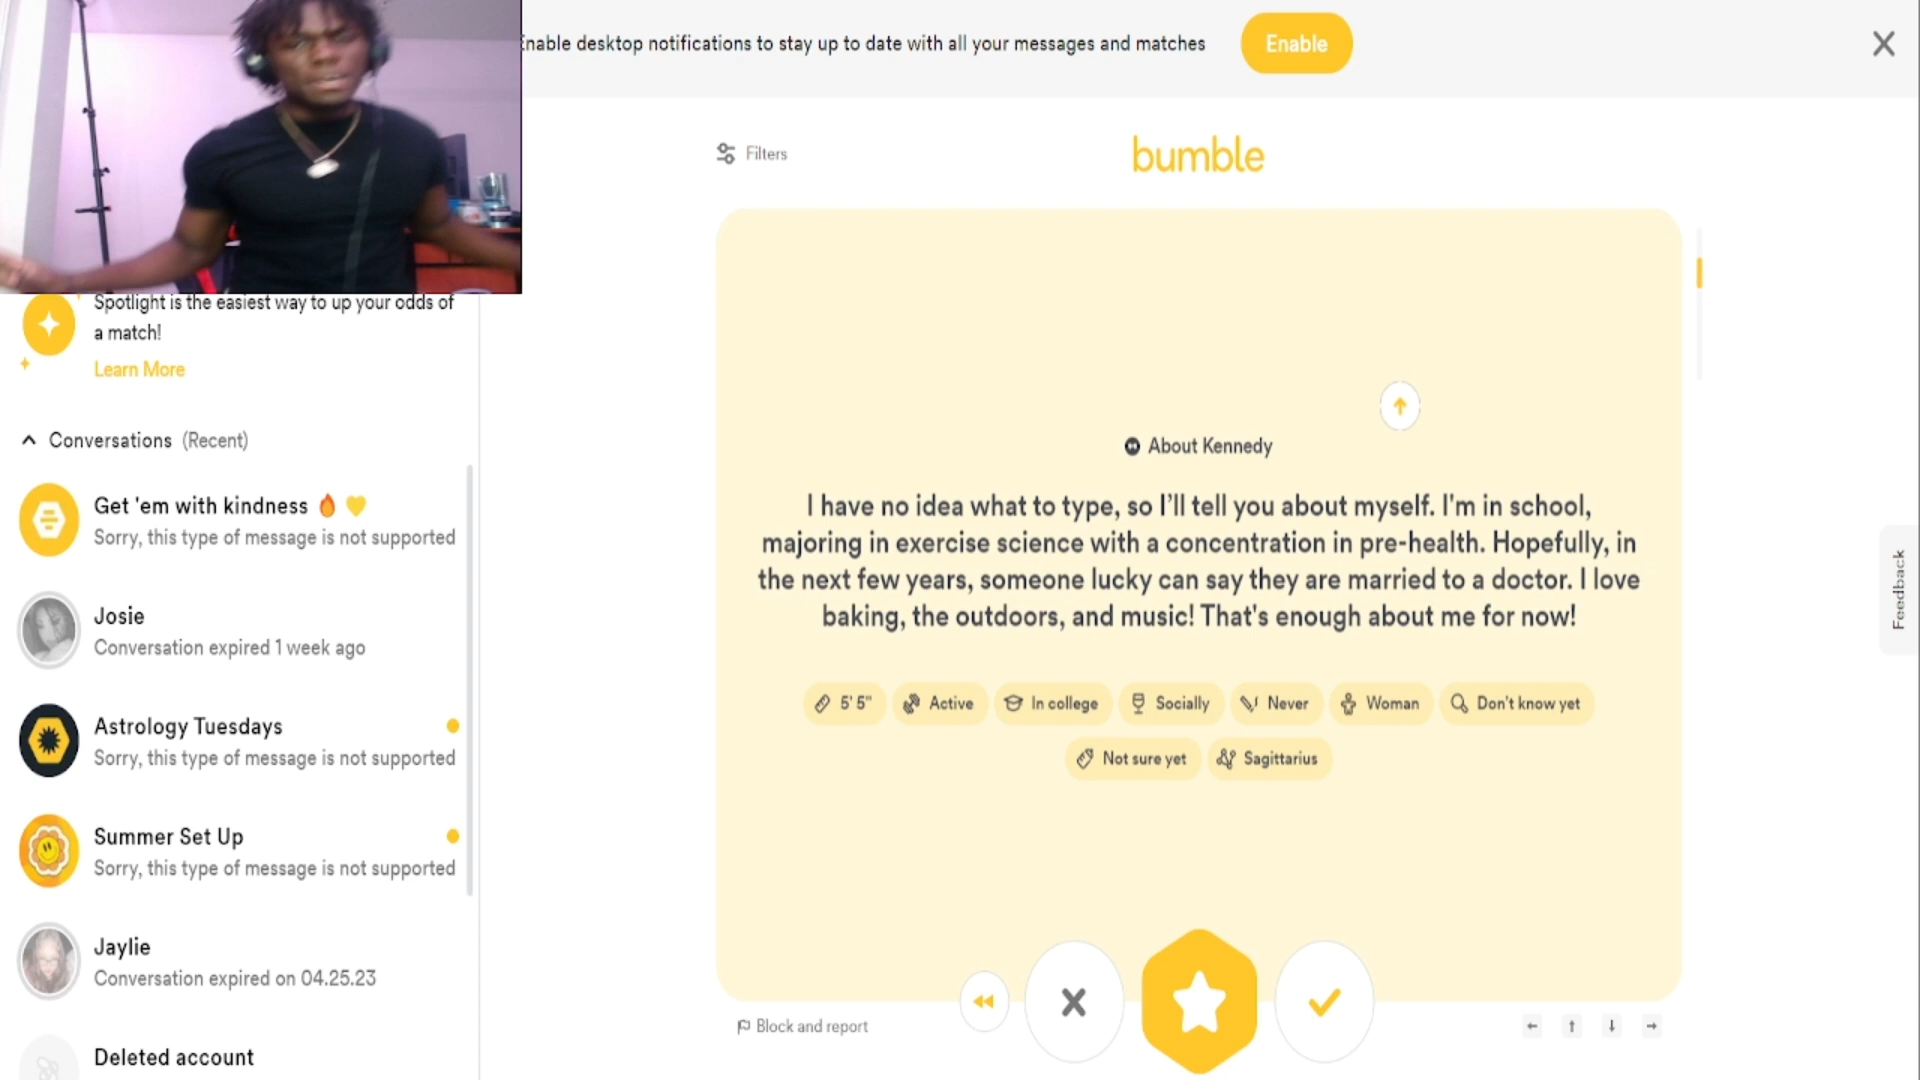 Enable desktop notifications to stay up to date with all your messages and matches
Enable
Filters
bumble
Spotlight is the easiest way to up your odds of
a match!
Learn More
Conversations (Recent)
Get 'em with kindness 🔥 💛
Sorry, this type of message is not supported
Josie
Conversation expired 1 week ago
Astrology Tuesdays
Sorry, this type of message is not supported
Summer Set Up
Sorry, this type of message is not supported
Jaylie
Conversation expired on 04.25.23
Deleted account
About Kennedy
I have no idea what to type, so I’ll tell you about myself. I'm in school,
majoring in exercise science with a concentration in pre-health. Hopefully, in
the next few years, someone lucky can say they are married to a doctor. I love
baking, the outdoors, and music! That's enough about me for now!
5' 5" Active In college Socially Never Woman Don't know yet
Not sure yet Sagittarius
Block and report
Feedback